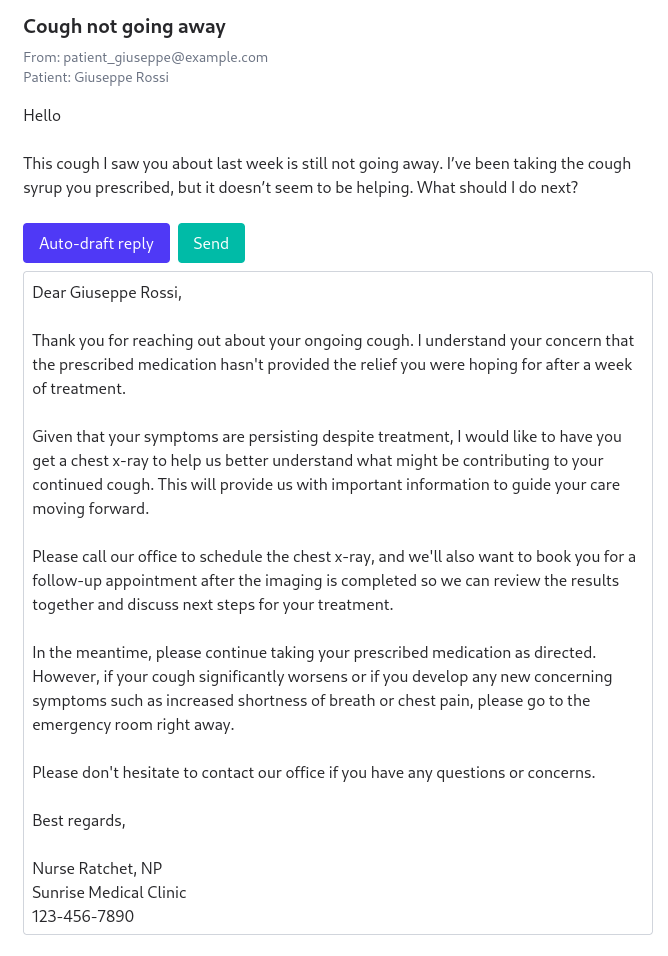 Cough not going away
From: patient_giuseppe@example.com
Patient: Giuseppe Rossi
Hello
This cough I saw you about last week is still not going away. I’ve been taking the cough
syrup you prescribed, but it doesn’t seem to be helping. What should I do next?
Auto-draft reply
Send
Dear Giuseppe Rossi,
Thank you for reaching out about your ongoing cough. I understand your concern that
the prescribed medication hasn't provided the relief you were hoping for after a week
of treatment.
Given that your symptoms are persisting despite treatment, I would like to have you
get a chest x-ray to help us better understand what might be contributing to your
continued cough. This will provide us with important information to guide your care
moving forward.
Please call our office to schedule the chest x-ray, and we'll also want to book you for a
follow-up appointment after the imaging is completed so we can review the results
together and discuss next steps for your treatment.
In the meantime, please continue taking your prescribed medication as directed.
However, if your cough significantly worsens or if you develop any new concerning
symptoms such as increased shortness of breath or chest pain, please go to the
emergency room right away.
Please don't hesitate to contact our office if you have any questions or concerns.
Best regards,
Nurse Ratchet, NP
Sunrise Medical Clinic
123-456-7890